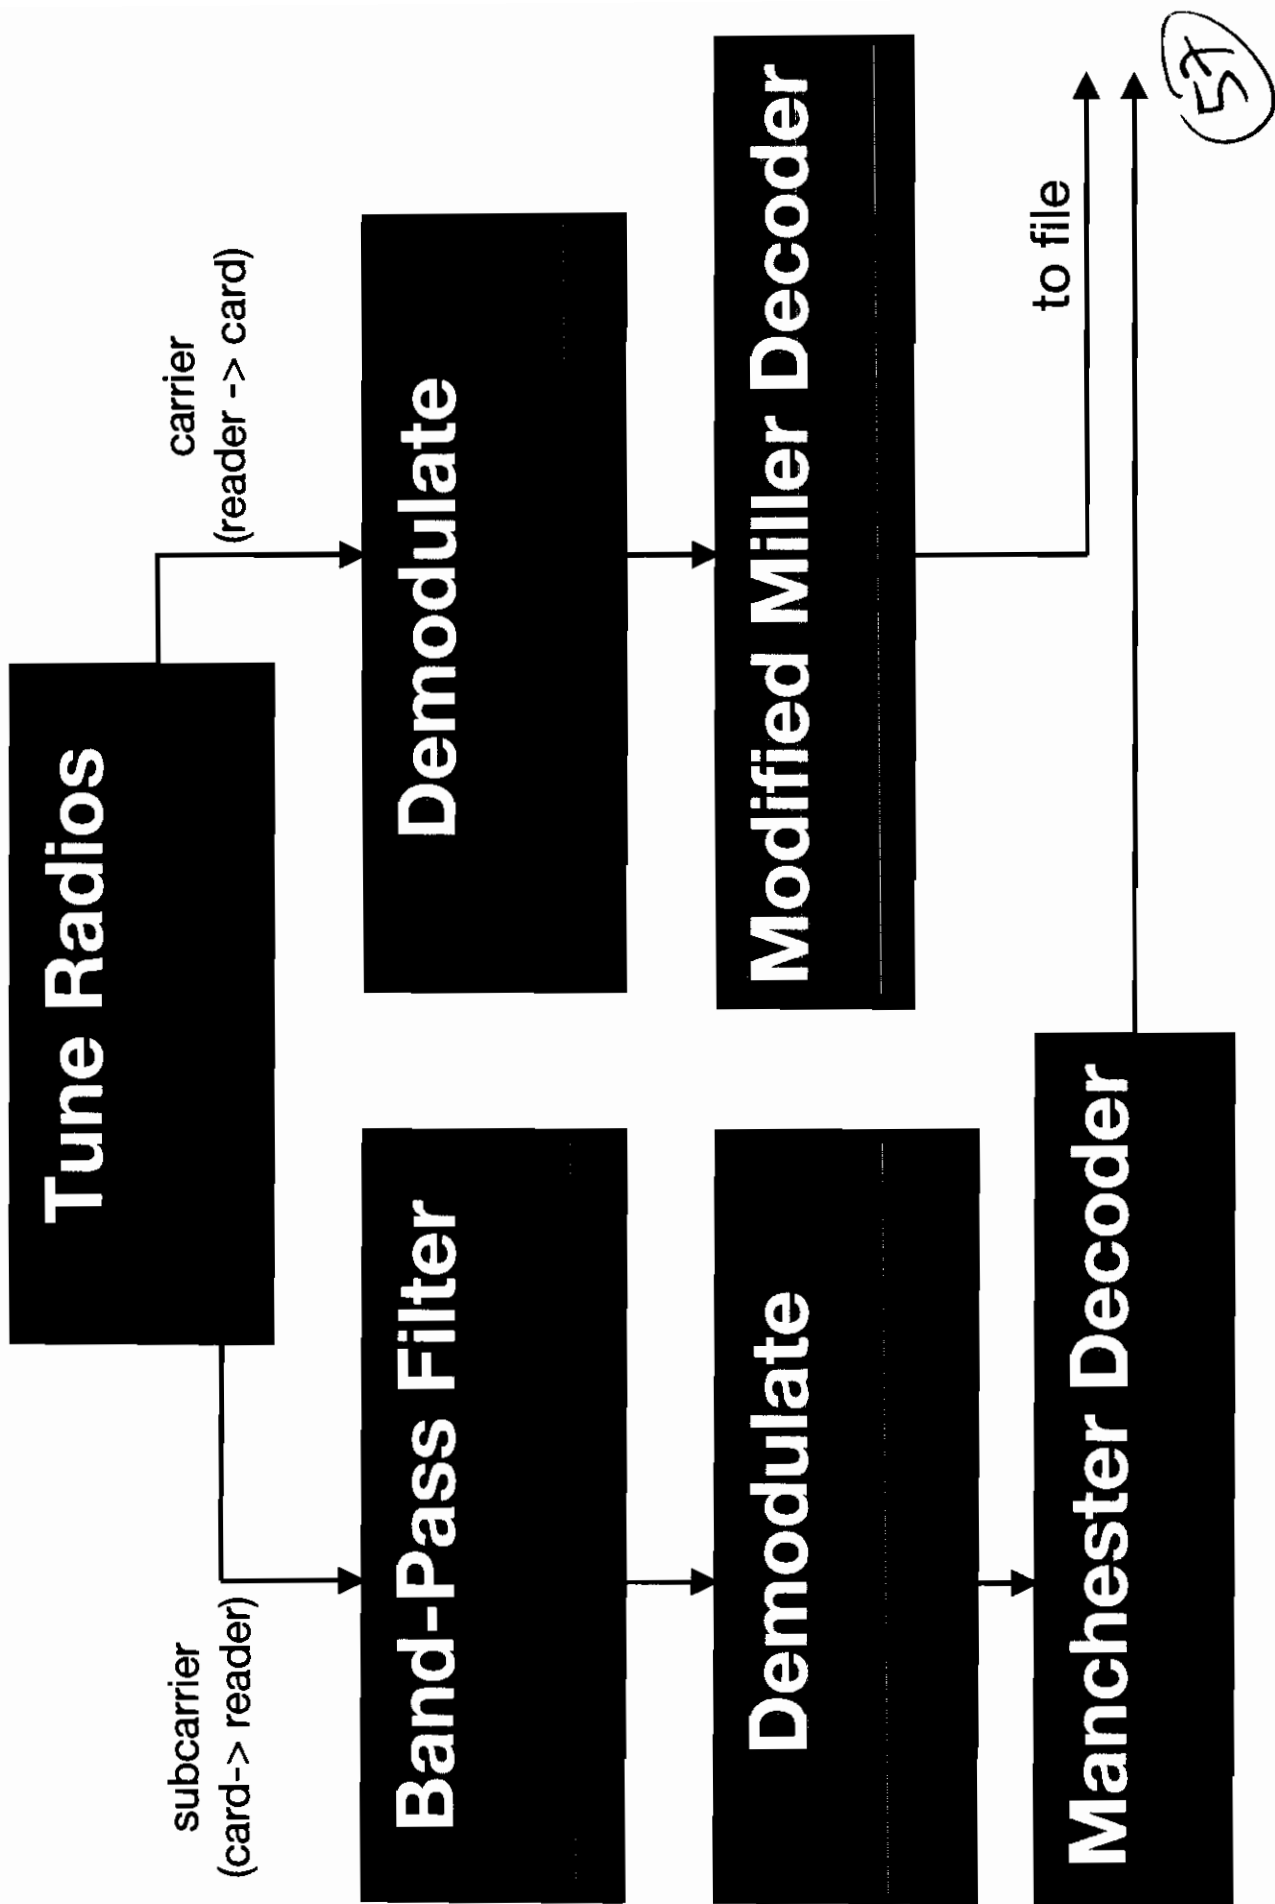 Tune Radios
subcarrier
(card-> reader)
carrier
(reader -> card)
Band-Pass Filter
Demodulate
Demodulate
Modified Miller Decoder
Manchester Decoder
to file
57